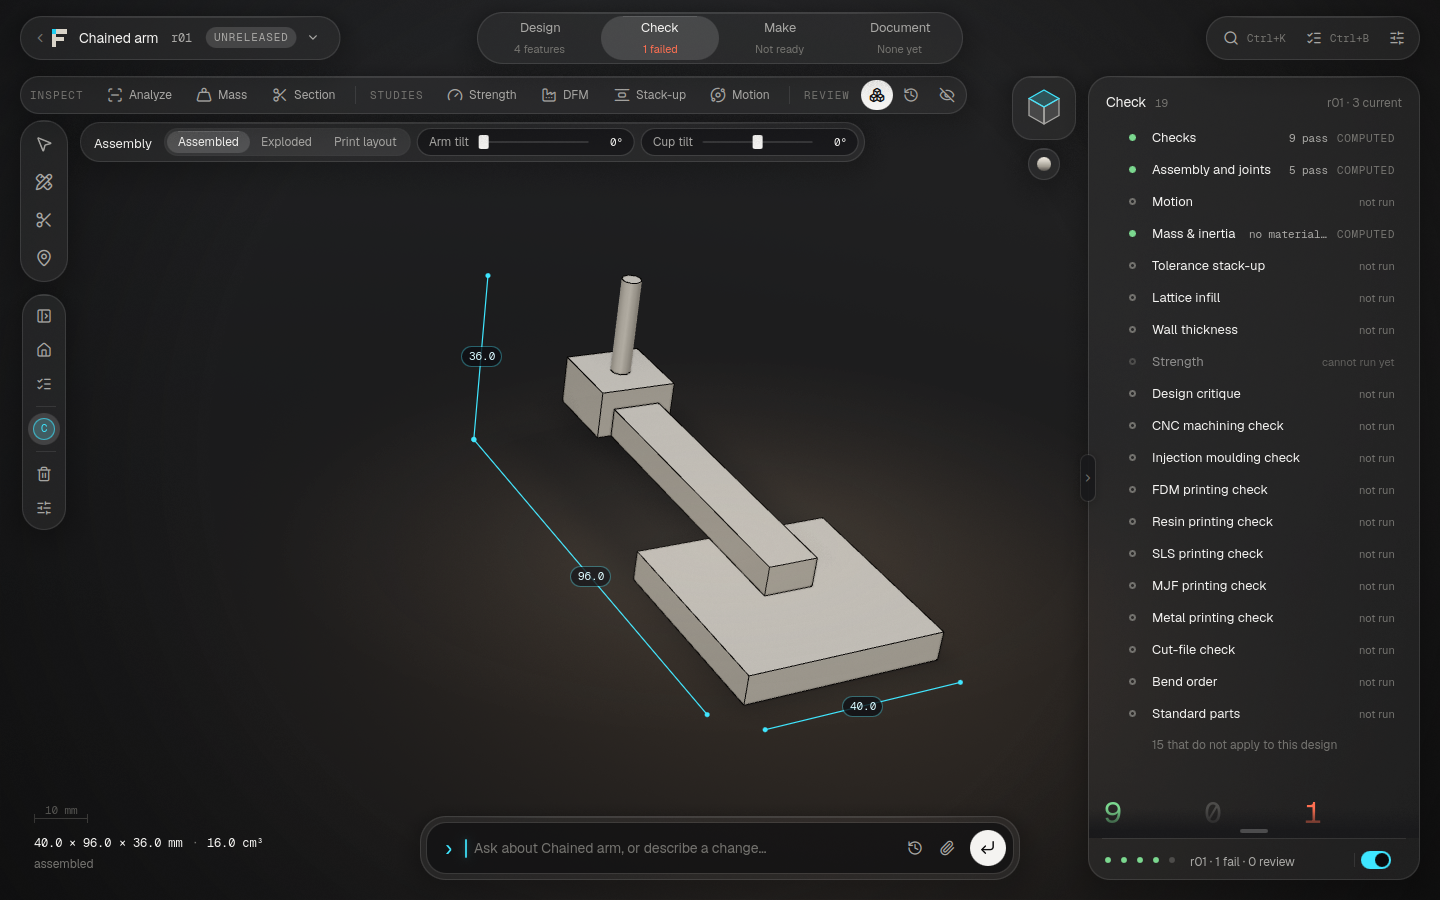 Chained arm r01 UNRELEASED
Design
4 features
Check
1 failed
Make
Not ready
Document
None yet
Ctrl+K Ctrl+B
INSPECT Analyze Mass Section STUDIES Strength DFM Stack-up Motion REVIEW
Assembly Assembled Exploded Print layout Arm tilt 0° Cup tilt 0°
36.0
96.0
40.0
C
10 mm
40.0 × 96.0 × 36.0 mm · 16.0 cm³
assembled
› Ask about Chained arm, or describe a change…
Check 19 r01 · 3 current
Checks 9 pass COMPUTED
Assembly and joints 5 pass COMPUTED
Motion not run
Mass & inertia no material… COMPUTED
Tolerance stack-up not run
Lattice infill not run
Wall thickness not run
Strength cannot run yet
Design critique not run
CNC machining check not run
Injection moulding check not run
FDM printing check not run
Resin printing check not run
SLS printing check not run
MJF printing check not run
Metal printing check not run
Cut-file check not run
Bend order not run
Standard parts not run
15 that do not apply to this design
9 0 1
r01 · 1 fail · 0 review